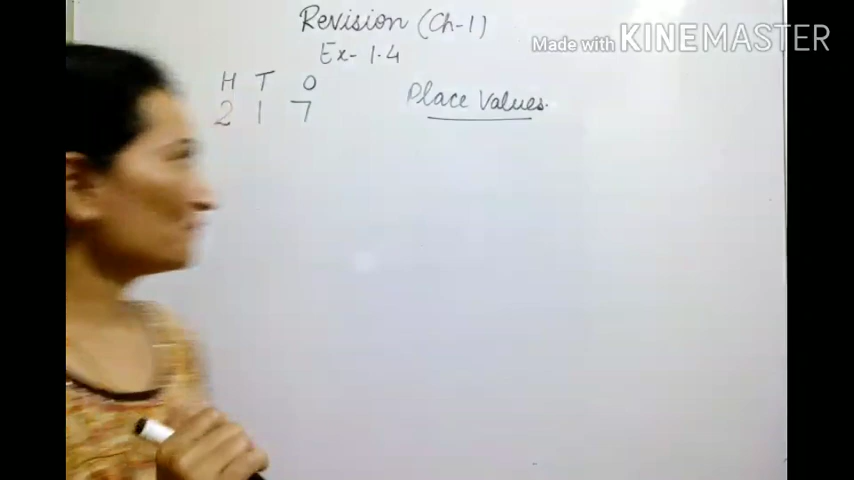 Revision (Ch-1)
Made with KINEMASTER
Ex- 1.4
H T O
2 1 7
Place Values.